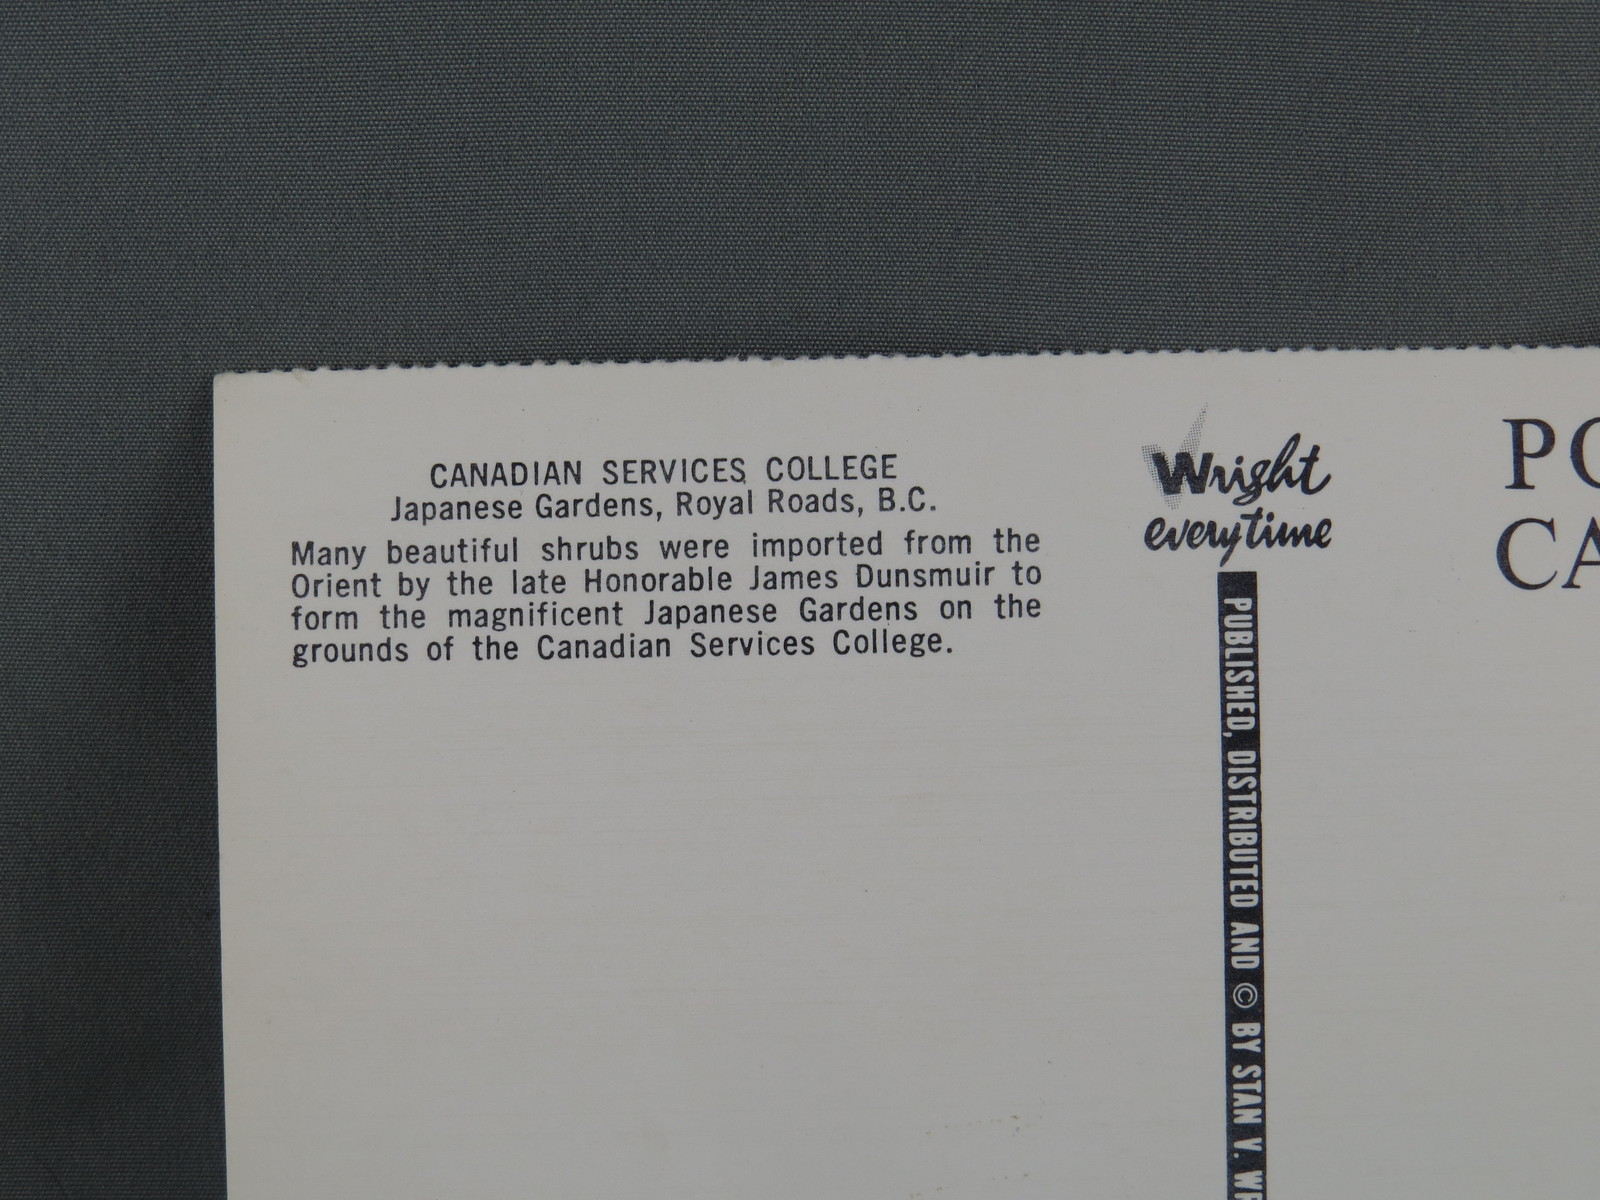 CANADIAN SERVICES COLLEGE
Japanese Gardens, Royal Roads, B.C.
Many beautiful shrubs were imported from the
Orient by the late Honorable James Dunsmuir to
form the magnificent Japanese Gardens on the
grounds of the Canadian Services College.
Wright
everytime
PUBLISHED, DISTRIBUTED AND © BY STAN V.